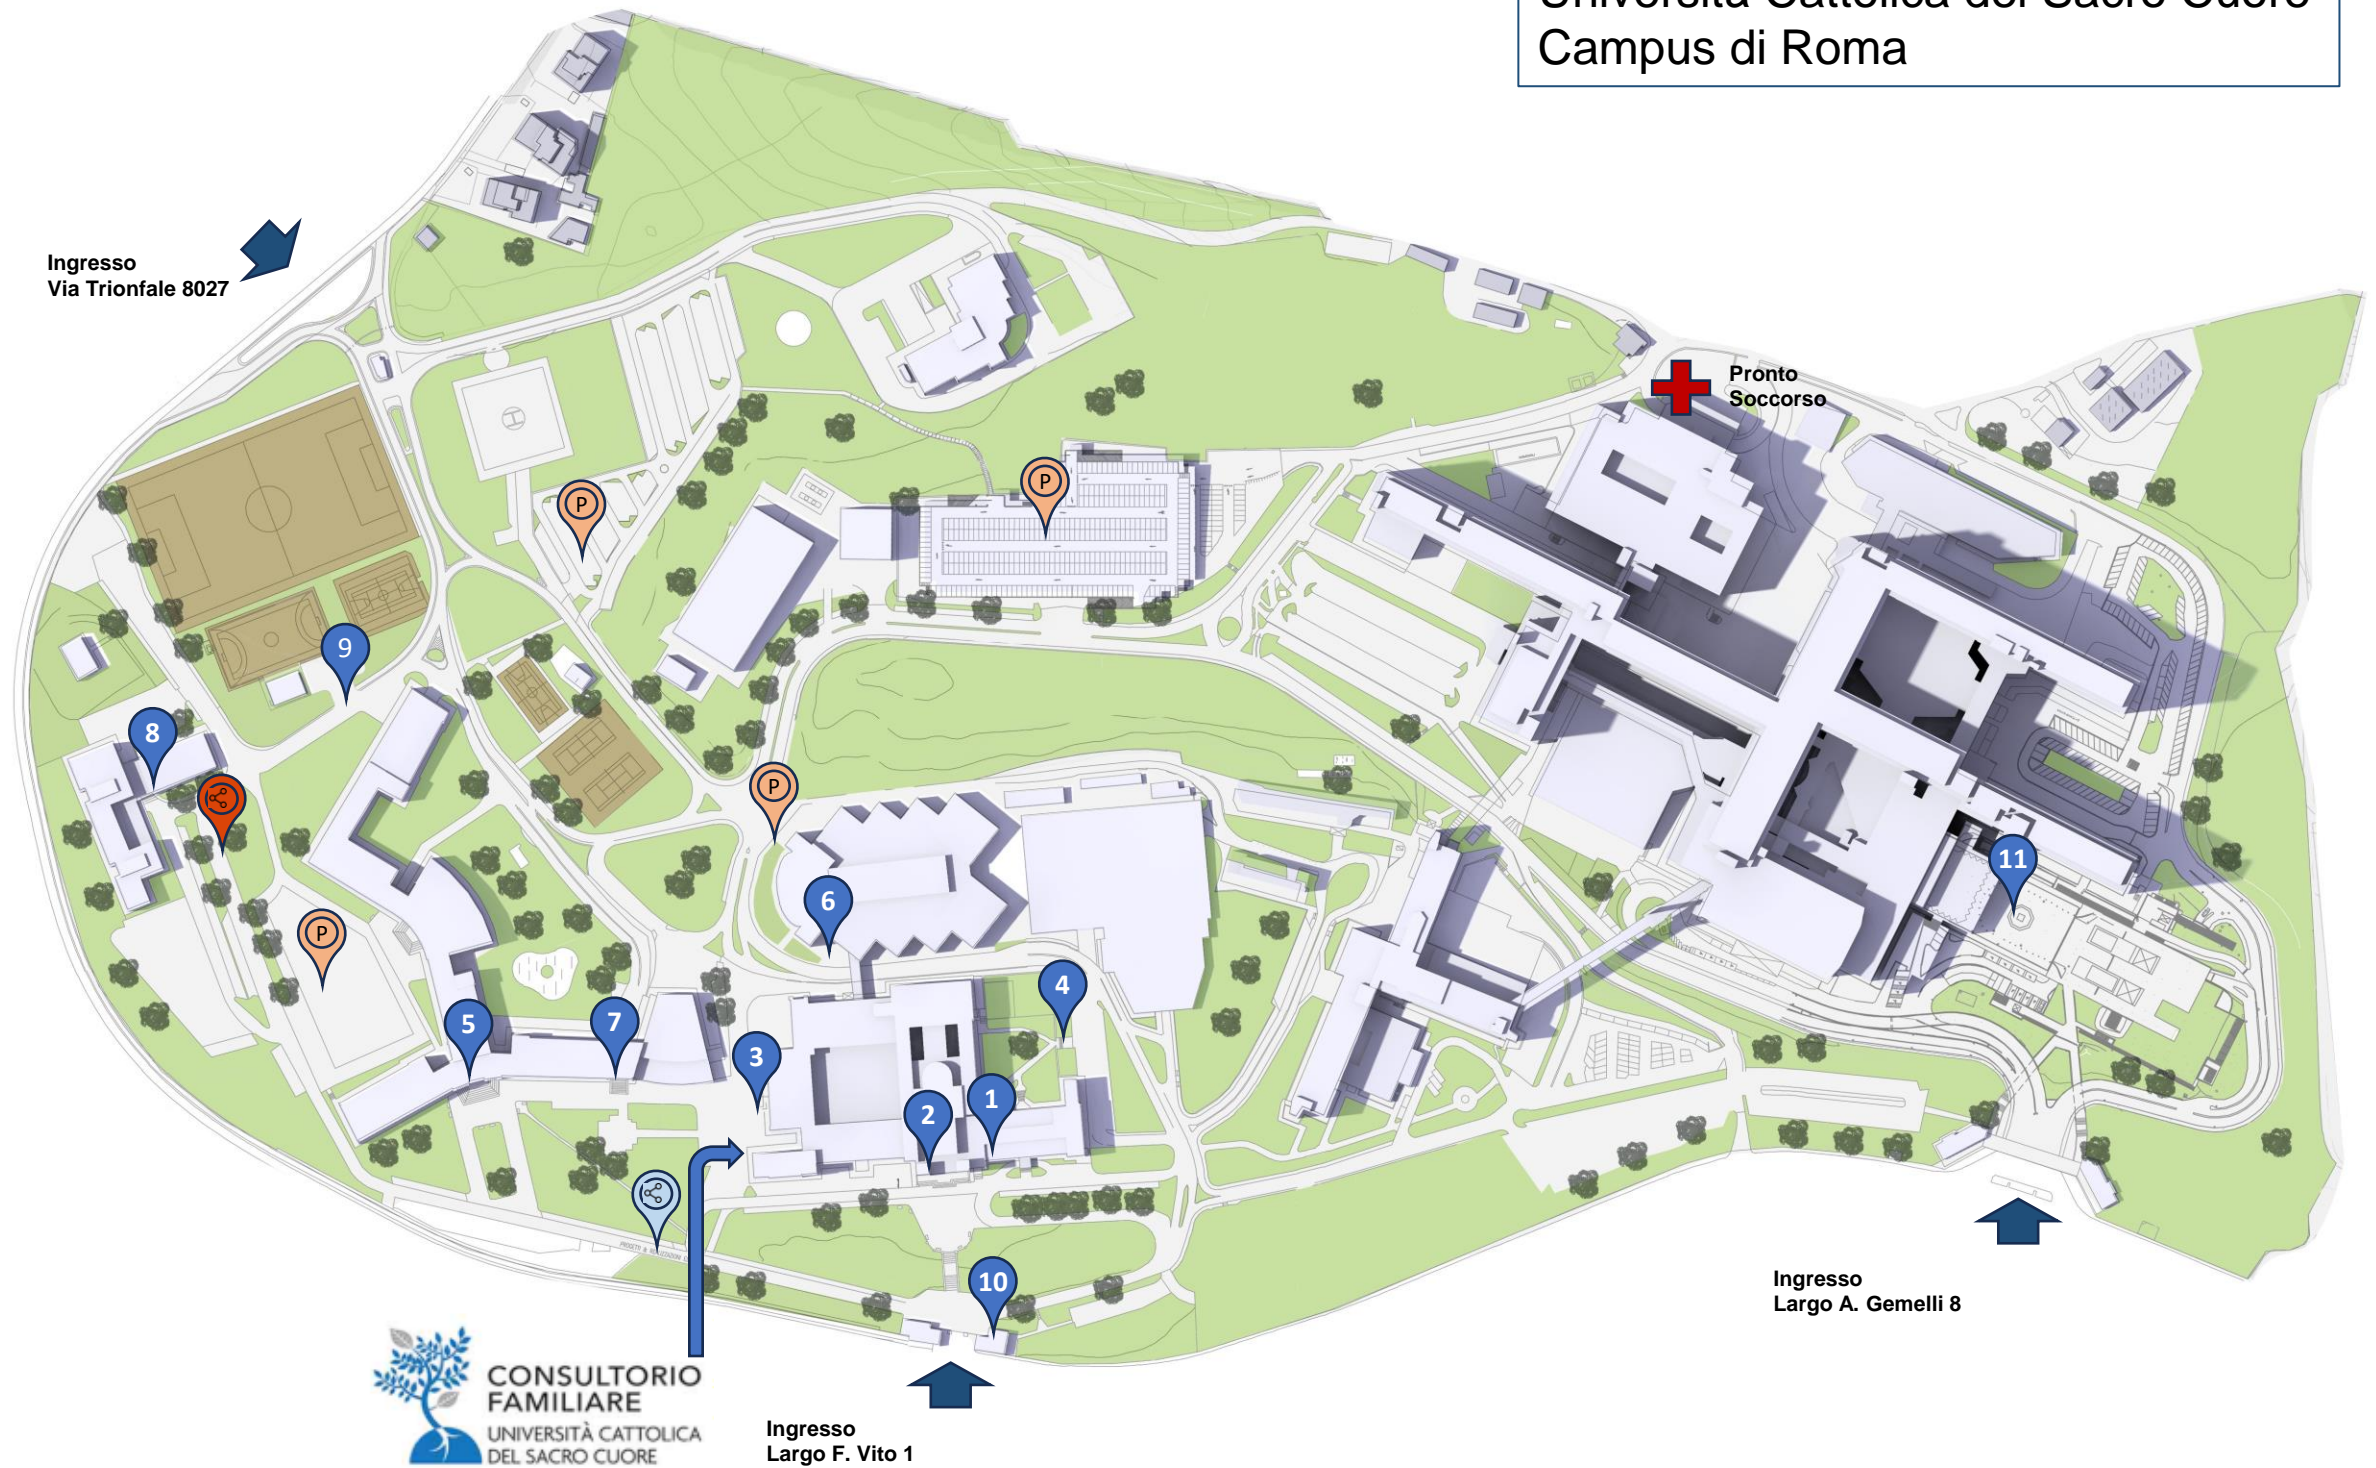 Università Cattolica del Sacro Cuore
Campus di Roma
Ingresso
Via Trionfale 8027
Pronto
Soccorso
P
P
9
8
P
11
6
P
4
5
7
3
1
2
10
Ingresso
Largo A. Gemelli 8
CONSULTORIO
FAMILIARE
UNIVERSITÀ CATTOLICA
DEL SACRO CUORE
Ingresso
Largo F. Vito 1